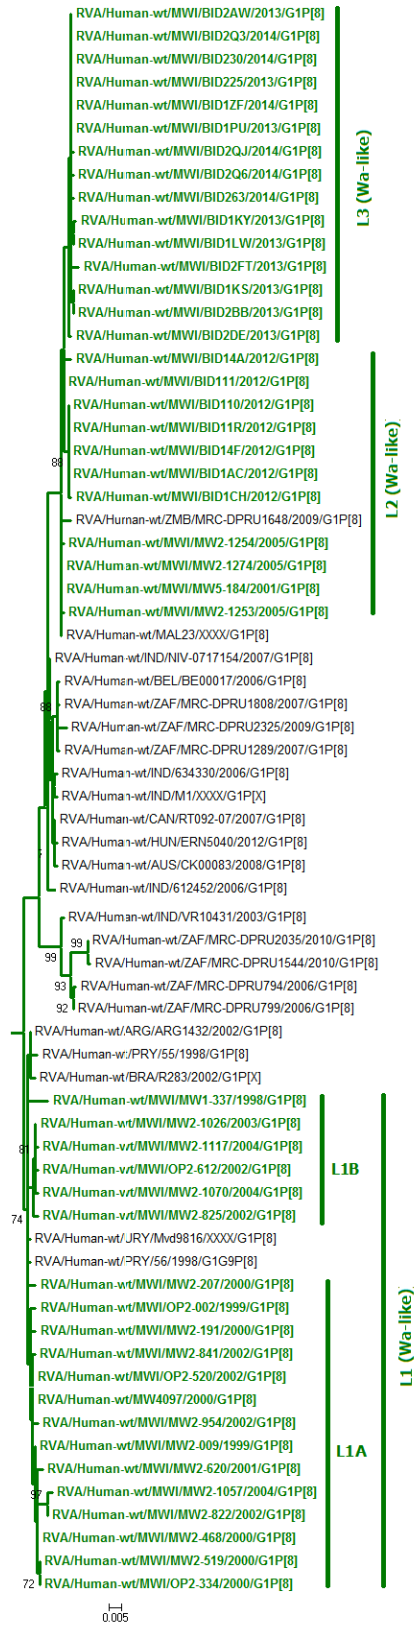 RVA/Human-wt/MWI/BID2AW/2013/G1P[8]
RVA/Human-wt/MWI/BID2Q3/2014/G1P[8]
RVA/Human-wt/MWI/BID230/2014/G1P[8]
RVA/Human-wt/MWI/BID225/2013/G1P[8]
RVA/Human-wt/MWI/BID1ZF/2014/G1P[8]
RVA/Human-wt/MWI/BID1PU/2013/G1P[8]
RVA/Human-wt/MWI/BID2QJ/2014/G1P[8]
RVA/Human-wt/MWI/BID2Q6/2014/G1P[8]
RVA/Human-wt/MWI/BID263/2014/G1P[8]
RVA/Human-wt/MWI/BID1KY/2013/G1P[8]
RVA/Human-wt/MWI/BID1LW/2013/G1P[8]
RVA/Human-wt/MWI/BID2FT/2013/G1P[8]
RVA/Human-wt/MWI/BID1KS/2013/G1P[8]
RVA/Human-wt/MWI/BID2BB/2013/G1P[8]
RVA/Human-wt/MWI/BID2DE/2013/G1P[8]
L3 (Wa-like)
RVA/Human-wt/MWI/BID14A/2012/G1P[8]
RVA/Human-wt/MWI/BID111/2012/G1P[8]
RVA/Human-wt/MWI/BID110/2012/G1P[8]
RVA/Human-wt/MWI/BID11R/2012/G1P[8]
RVA/Human-wt/MWI/BID14F/2012/G1P[8]
88
RVA/Human-wt/MWI/BID1AC/2012/G1P[8]
RVA/Human-wt/MWI/BID1CH/2012/G1P[8]
RVA/Human-wt/ZMB/MRC-DPRU1648/2009/G1P[8]
RVA/Human-wt/MWI/MW2-1254/2005/G1P[8]
RVA/Human-wt/MWI/MW2-1274/2005/G1P[8]
RVA/Human-wt/MWI/MW5-184/2001/G1P[8]
RVA/Human-wt/MWI/MW2-1253/2005/G1P[8]
L2 (Wa-like)
RVA/Human-wt/MAL23/XXXX/G1P[8]
RVA/Human-wt/IND/NIV-0717154/2007/G1P[8]
RVA/Human-wt/BEL/BE00017/2006/G1P[8]
88
RVA/Human-wt/ZAF/MRC-DPRU1808/2007/G1P[8]
RVA/Human-wt/ZAF/MRC-DPRU2325/2009/G1P[8]
RVA/Human-wt/ZAF/MRC-DPRU1289/2007/G1P[8]
RVA/Human-wt/IND/634330/2006/G1P[8]
RVA/Human-wt/IND/M1/XXXX/G1P[X]
RVA/Human-wt/CAN/RT092-07/2007/G1P[8]
RVA/Human-wt/HUN/ERN5040/2012/G1P[8]
RVA/Human-wt/AUS/CK00083/2008/G1P[8]
RVA/Human-wt/IND/612452/2006/G1P[8]
RVA/Human-wt/IND/VR10431/2003/G1P[8]
99
RVA/Human-wt/ZAF/MRC-DPRU2035/2010/G1P[8]
99
RVA/Human-wt/ZAF/MRC-DPRU1544/2010/G1P[8]
93
RVA/Human-wt/ZAF/MRC-DPRU794/2006/G1P[8]
92
RVA/Human-wt/ZAF/MRC-DPRU799/2006/G1P[8]
RVA/Human-wt/ARG/ARG1432/2002/G1P[8]
RVA/Human-wt/PRY/55/1998/G1P[8]
RVA/Human-wt/BRA/R283/2002/G1P[X]
RVA/Human-wt/MWI/MW1-337/1998/G1P[8]
RVA/Human-wt/MWI/MW2-1026/2003/G1P[8]
81
RVA/Human-wt/MWI/MW2-1117/2004/G1P[8]
RVA/Human-wt/MWI/OP2-612/2002/G1P[8]
RVA/Human-wt/MWI/MW2-1070/2004/G1P[8]
74
RVA/Human-wt/MWI/MW2-825/2002/G1P[8]
L1B
RVA/Human-wt/URY/Mvd9816/XXXX/G1P[8]
RVA/Human-wt/PRY/56/1998/G1G9P[8]
RVA/Human-wt/MWI/MW2-207/2000/G1P[8]
RVA/Human-wt/MWI/OP2-002/1999/G1P[8]
RVA/Human-wt/MWI/MW2-191/2000/G1P[8]
RVA/Human-wt/MWI/MW2-841/2002/G1P[8]
RVA/Human-wt/MWI/OP2-520/2002/G1P[8]
RVA/Human-wt/MW4097/2000/G1P[8]
RVA/Human-wt/MWI/MW2-954/2002/G1P[8]
RVA/Human-wt/MWI/MW2-009/1999/G1P[8]
RVA/Human-wt/MWI/MW2-620/2001/G1P[8]
97
RVA/Human-wt/MWI/MW2-1057/2004/G1P[8]
RVA/Human-wt/MWI/MW2-822/2002/G1P[8]
RVA/Human-wt/MWI/MW2-468/2000/G1P[8]
RVA/Human-wt/MWI/MW2-519/2000/G1P[8]
72
RVA/Human-wt/MWI/OP2-334/2000/G1P[8]
L1A
L1 (Wa-like)
0.005